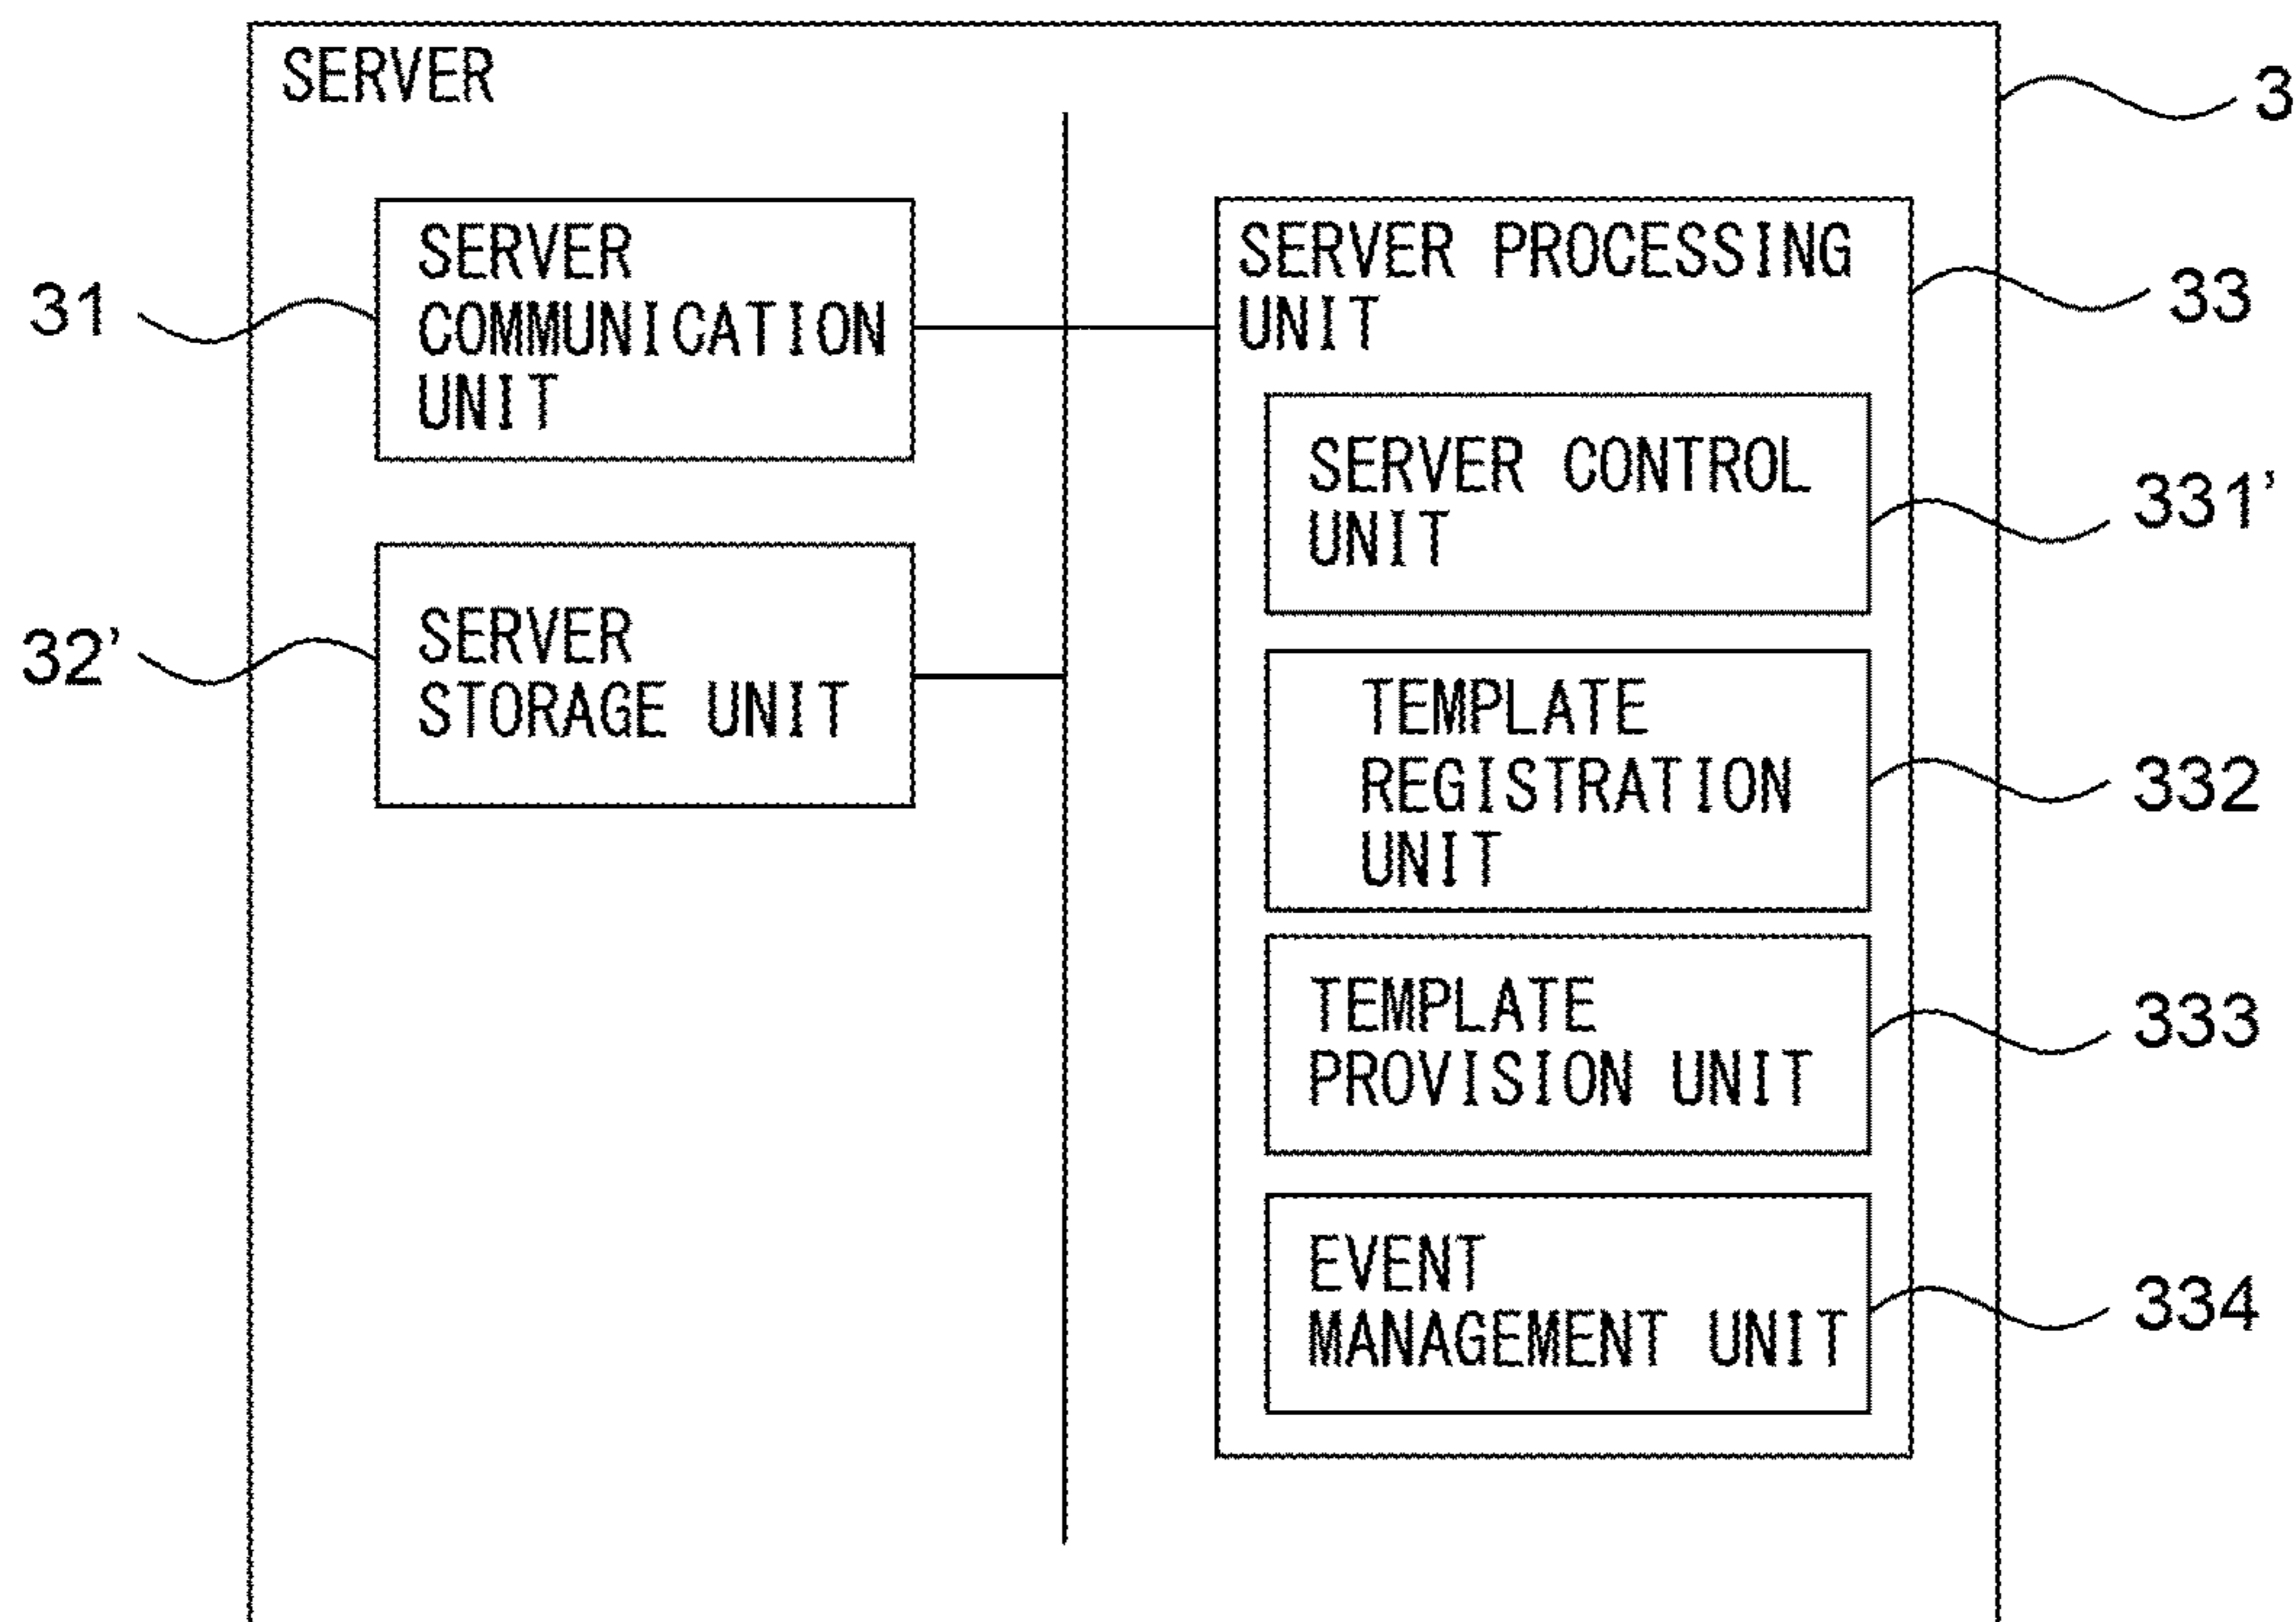 SERVER
3
SERVER
COMMUNICATION
UNIT
31
SERVER PROCESSING
UNIT
33
SERVER CONTROL
UNIT
331'
SERVER
STORAGE UNIT
32'
TEMPLATE
REGISTRATION
UNIT
332
TEMPLATE
PROVISION UNIT
333
EVENT
MANAGEMENT UNIT
334